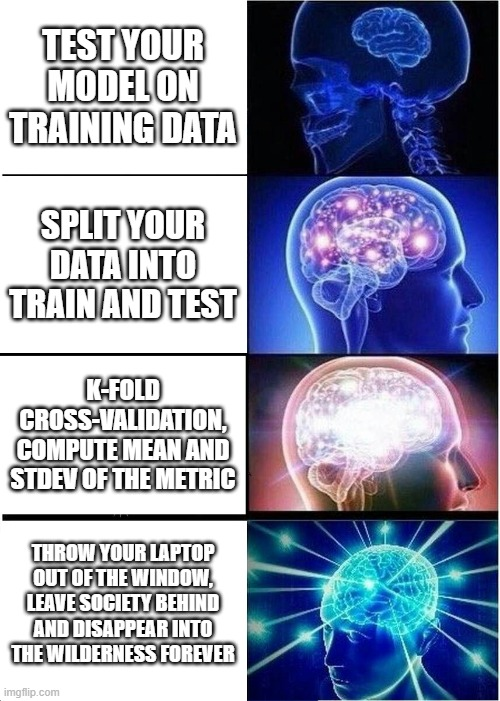 TEST YOUR
MODEL ON
TRAINING DATA
SPLIT YOUR
DATA INTO
TRAIN AND TEST
K-FOLD
CROSS-VALIDATION,
COMPUTE MEAN AND
STDEV OF THE METRIC
THROW YOUR LAPTOP
OUT OF THE WINDOW,
LEAVE SOCIETY BEHIND
AND DISAPPEAR INTO
THE WILDERNESS FOREVER
imgflip.com